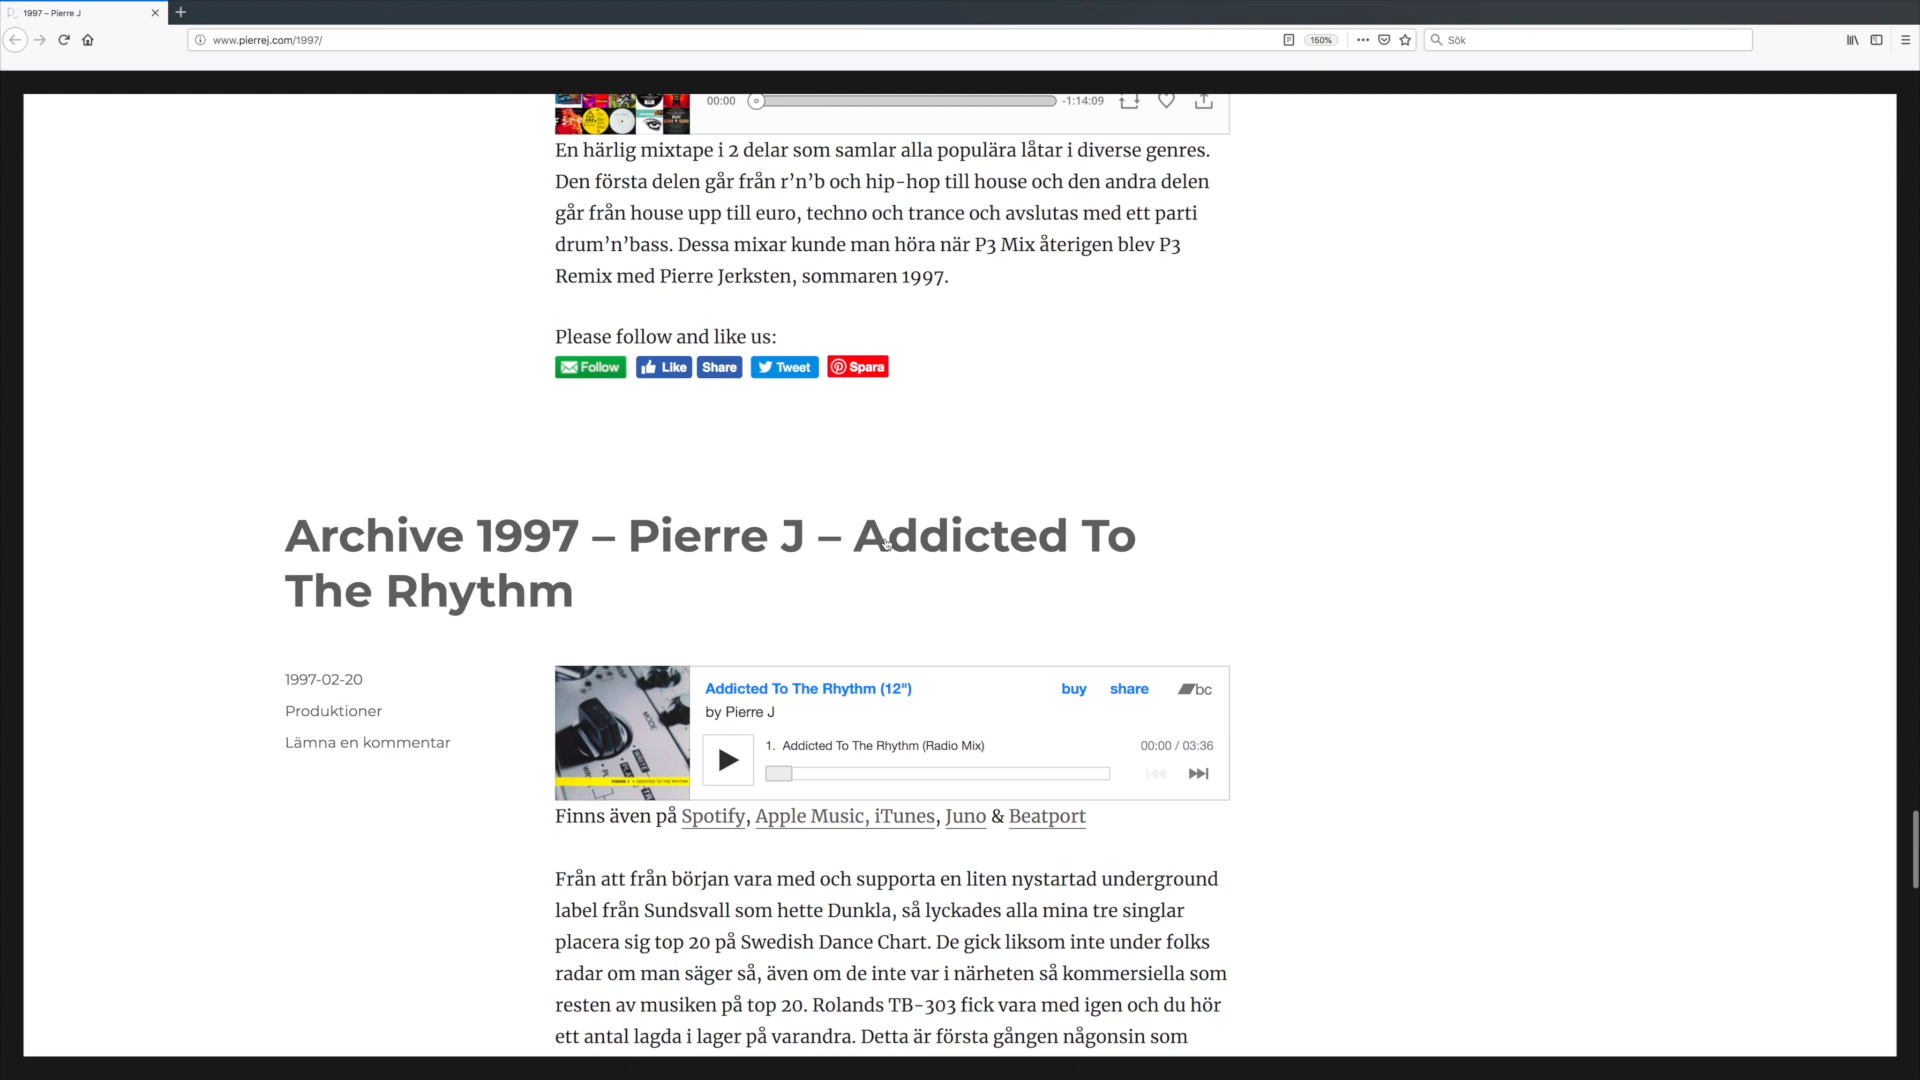 1997 – Pierre J
www.pierrej.com/1997/
150%
Sök
00:00
-1:14:09
En härlig mixtape i 2 delar som samlar alla populära låtar i diverse genres.
Den första delen går från r’n’b och hip-hop till house och den andra delen
går från house upp till euro, techno och trance och avslutas med ett parti
drum’n’bass. Dessa mixar kunde man höra när P3 Mix återigen blev P3
Remix med Pierre Jerksten, sommaren 1997.
Please follow and like us:
Follow Like Share Tweet Spara
Archive 1997 – Pierre J – Addicted To
The Rhythm
1997-02-20
Produktioner
Lämna en kommentar
Addicted To The Rhythm (12") buy share bc
by Pierre J
1. Addicted To The Rhythm (Radio Mix) 00:00 / 03:36
MODE
Finns även på Spotify, Apple Music, iTunes, Juno & Beatport
Från att från början vara med och supporta en liten nystartad underground
label från Sundsvall som hette Dunkla, så lyckades alla mina tre singlar
placera sig top 20 på Swedish Dance Chart. De gick liksom inte under folks
radar om man säger så, även om de inte var i närheten så kommersiella som
resten av musiken på top 20. Rolands TB-303 fick vara med igen och du hör
ett antal lagda i lager på varandra. Detta är första gången någonsin som